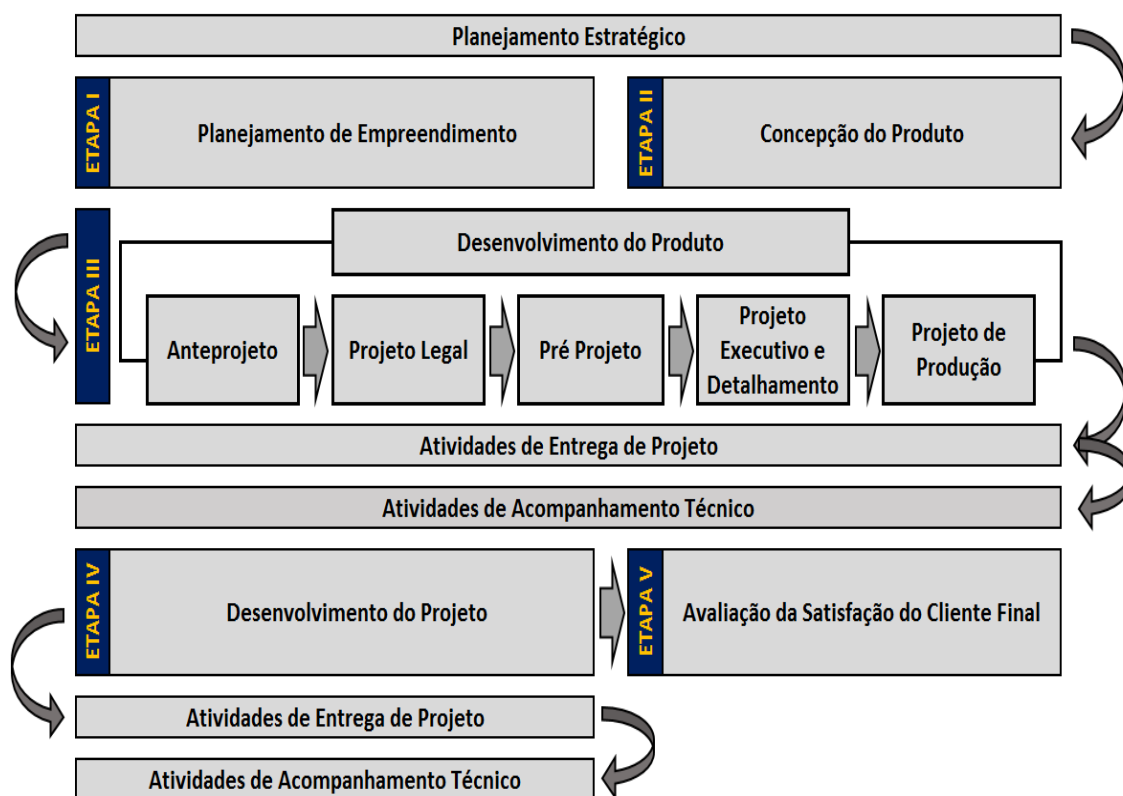 Planejamento Estratégico
ETAPA I
Planejamento de Empreendimento
ETAPA II
Concepção do Produto
ETAPA III
Desenvolvimento do Produto
Anteprojeto
Projeto Legal
Pré Projeto
Projeto
Executivo e
Detalhamento
Projeto de
Produção
Atividades de Entrega de Projeto
Atividades de Acompanhamento Técnico
ETAPA IV
Desenvolvimento do Projeto
ETAPA V
Avaliação da Satisfação do Cliente Final
Atividades de Entrega de Projeto
Atividades de Acompanhamento Técnico